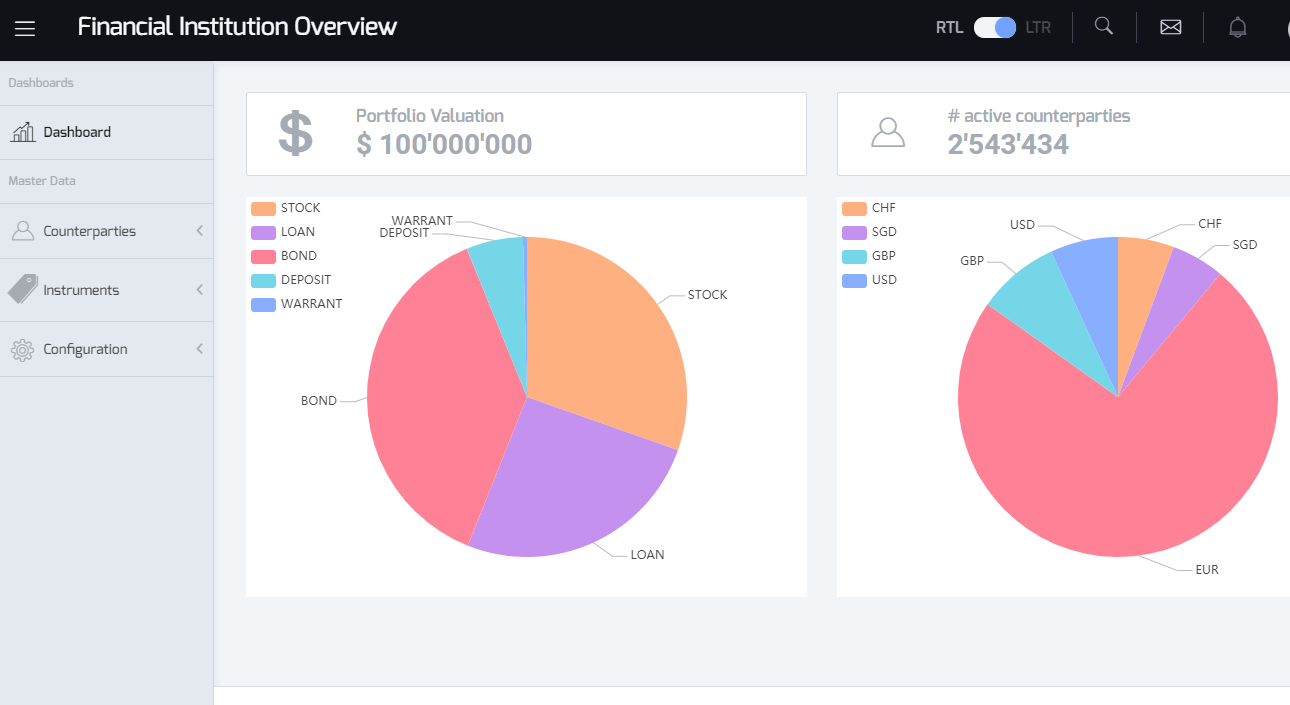 Financial Institution Overview
RTL
LTR
Dashboards
Dashboard
Master Data
Counterparties
Instruments
Configuration
$
Portfolio Valuation
$ 100'000'000
# active counterparties
2'543'434
STOCK
LOAN
BOND
DEPOSIT
WARRANT
WARRANT
DEPOSIT
STOCK
BOND
LOAN
CHF
SGD
GBP
USD
USD
CHF
SGD
GBP
EUR